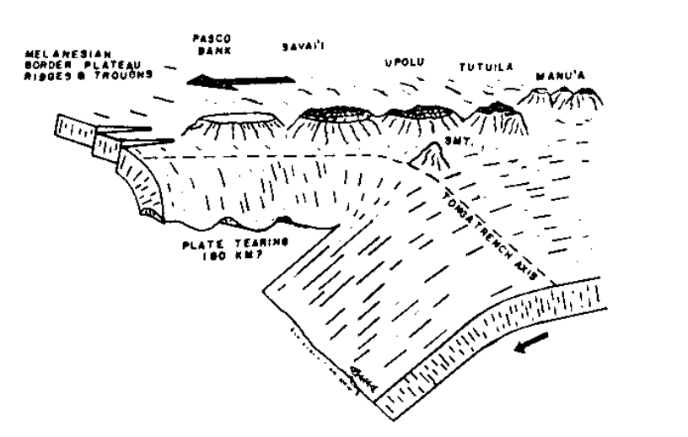 MELANESIAN
BORDER PLATEAU
RIDGES & TROUGHS
PASCO
BANK
SAVAI'I
UPOLU
TUTUILA
MANU'A
SMT.
TONGA TRENCH AXIS
PLATE TEARING
180 KM?